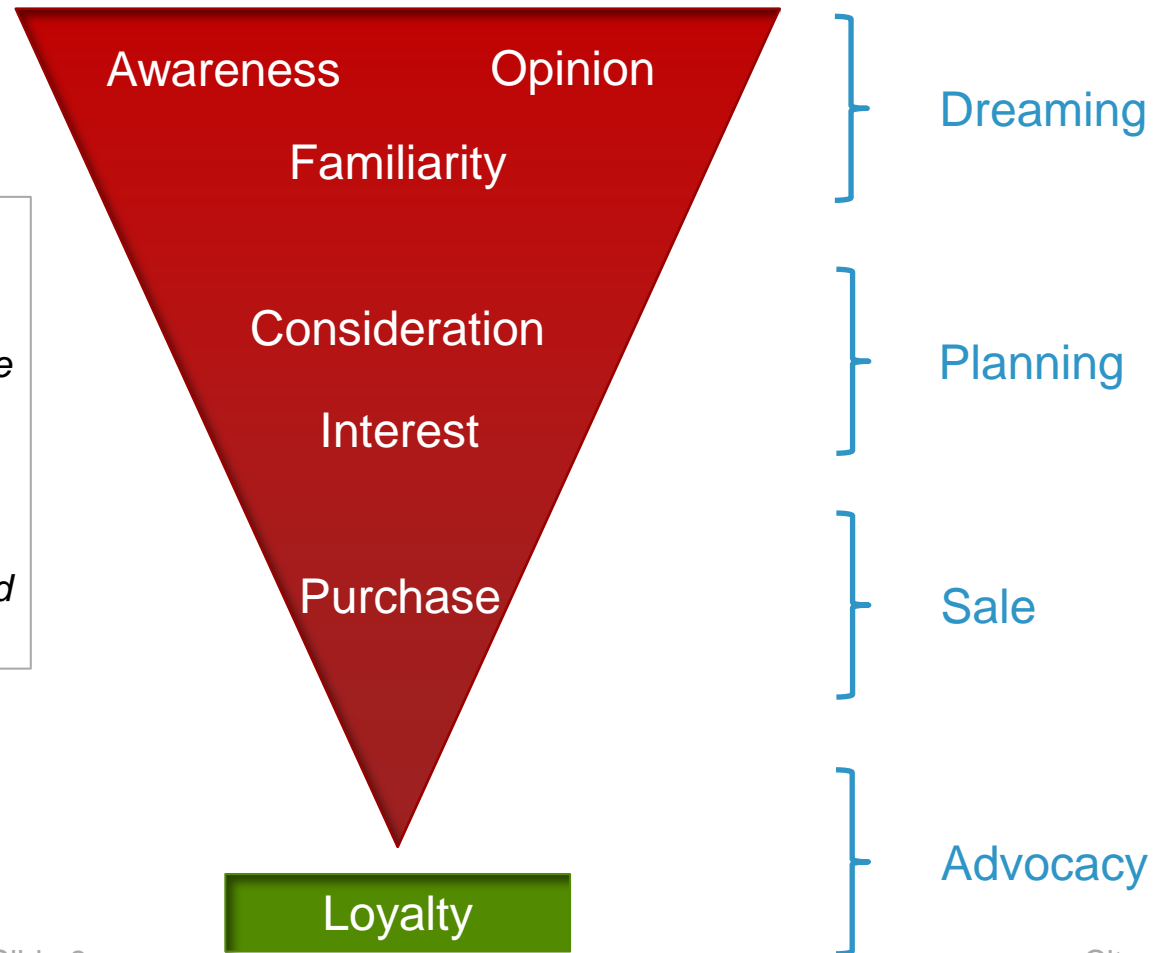 Awareness Opinion
Dreaming
Familiarity
Consideration
Planning
Interest
Purchase
Sale
Advocacy
Loyalty